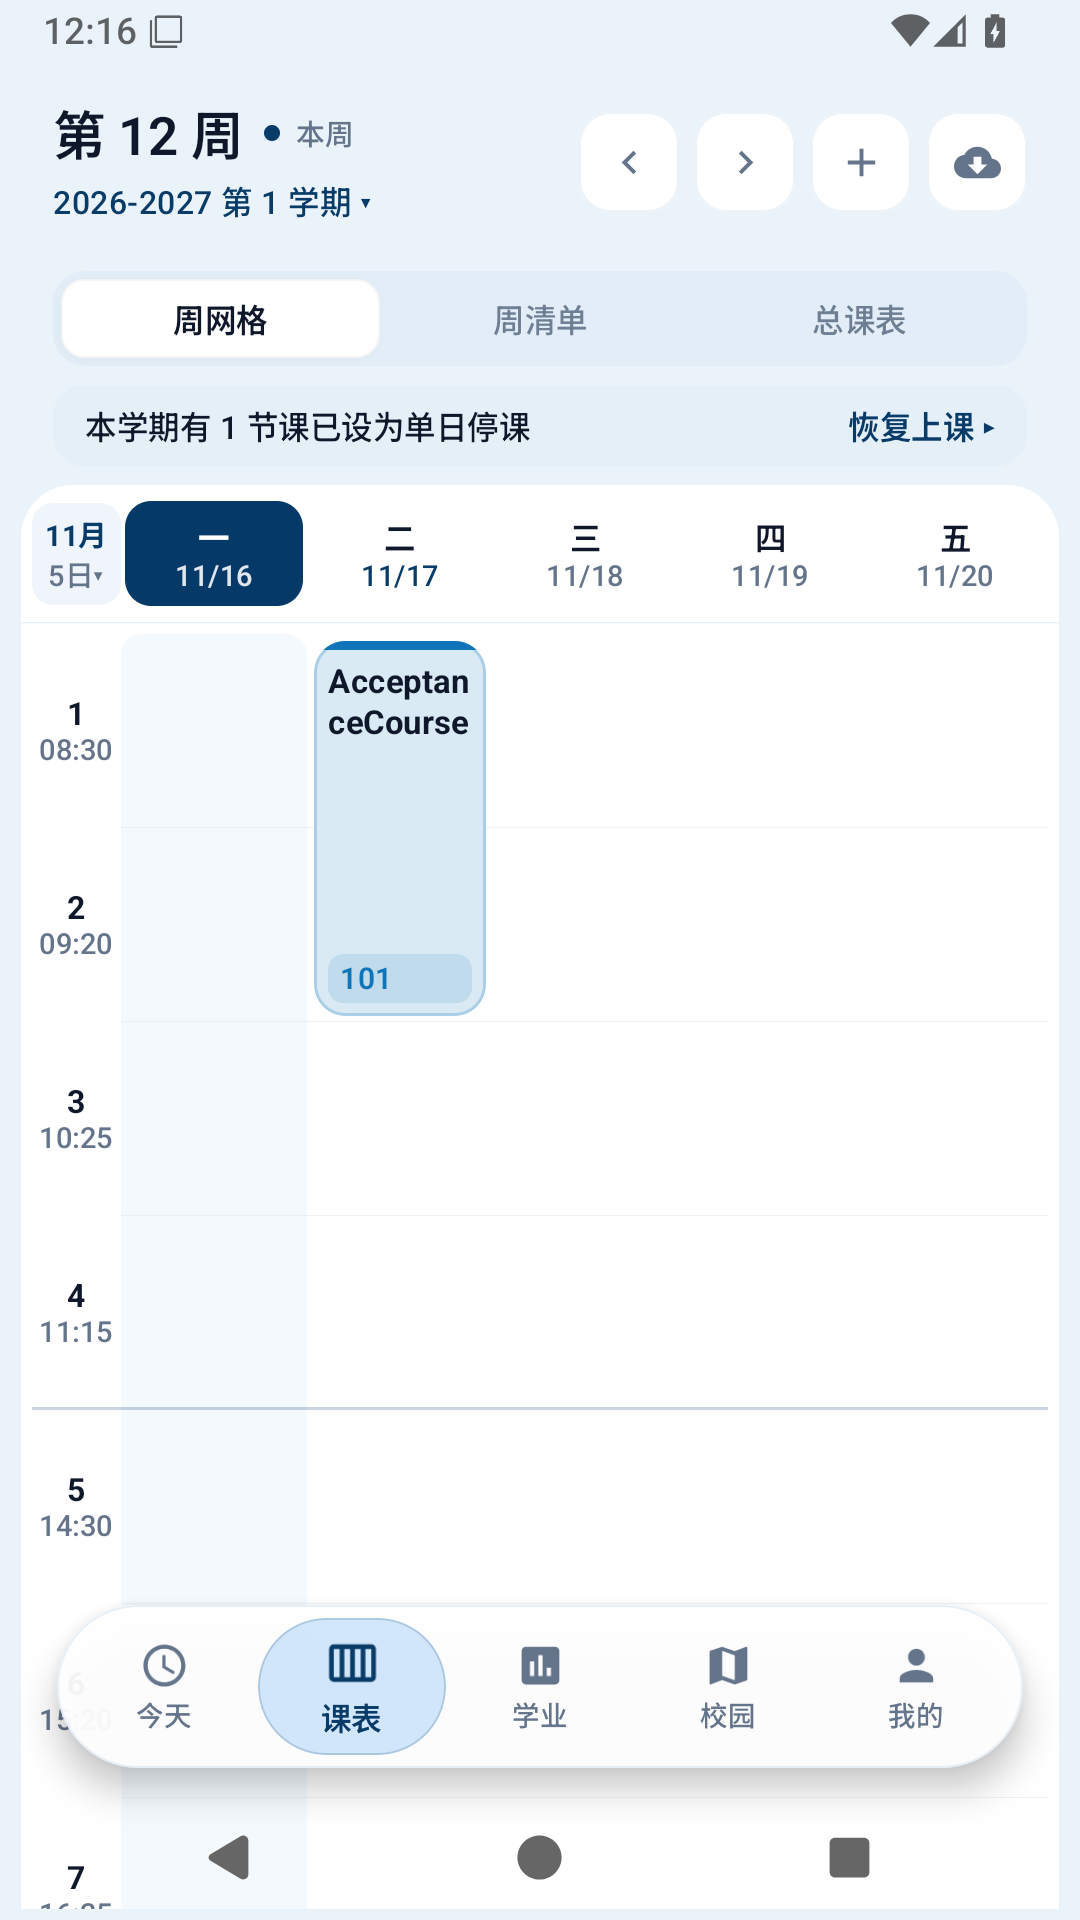 12:16
第 12 周 • 本周
2026-2027 第 1 学期 ▾
周网格 周清单 总课表
本学期有 1 节课已设为单日停课 恢复上课 ▸
11月 一 二 三 四 五
5日▾ 11/16 11/17 11/18 11/19 11/20
Acceptan
ceCourse
1
08:30
2
09:20
101
3
10:25
4
11:15
5
14:30
6
15:20
今天 课表 学业 校园 我的
7